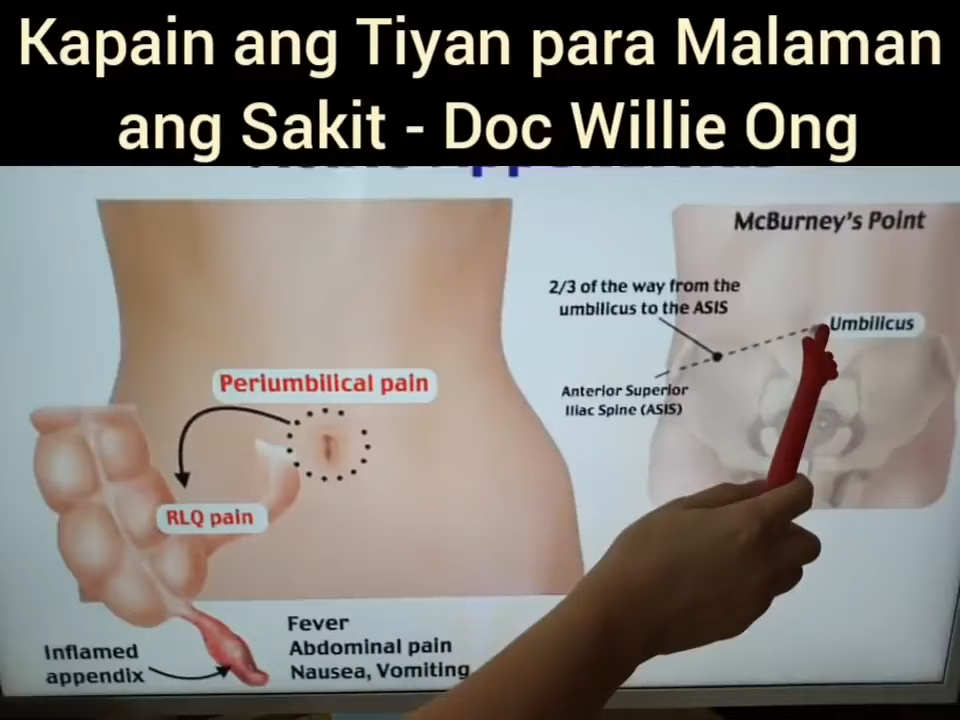 Kapain ang Tiyan para Malaman
ang Sakit - Doc Willie Ong
McBurney's Point
2/3 of the way from the
umbilicus to the ASIS
Umbilicus
Anterior Superior
Iliac Spine (ASIS)
Periumbilical pain
RLQ pain
Inflamed
appendix
Fever
Abdominal pain
Nausea, Vomiting